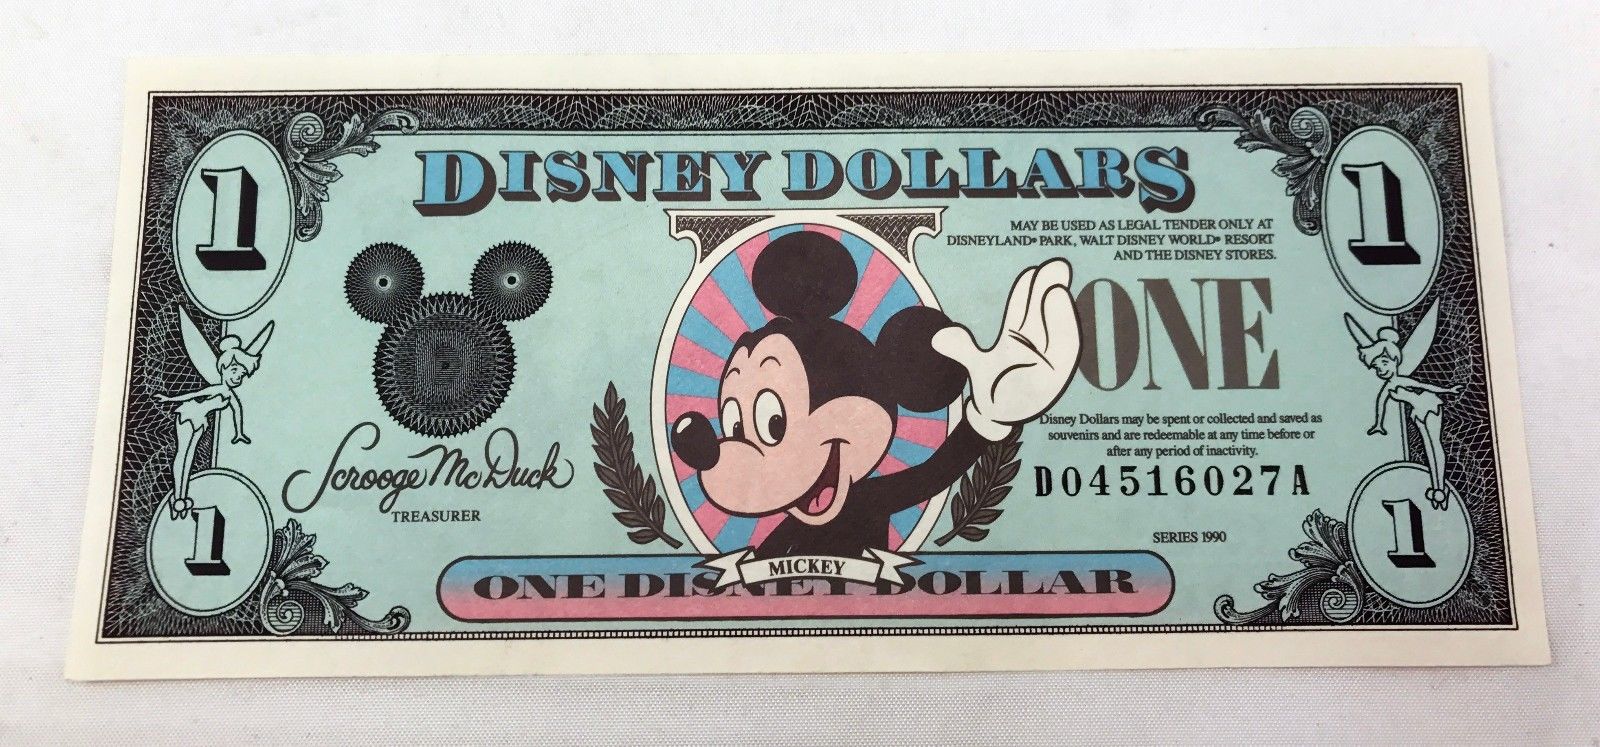 1
1
DISNEY DOLLARS
MAY BE USED AS LEGAL TENDER ONLY AT
DISNEYLAND® PARK, WALT DISNEY WORLD® RESORT
AND THE DISNEY STORES.
ONE
Disney Dollars may be spent or collected and saved as
souvenirs and are redeemable at any time before or
after any period of inactivity.
D04516027A
Scrooge McDuck
TREASURER
SERIES 1990
1
1
MICKEY
ONE DISNEY DOLLAR